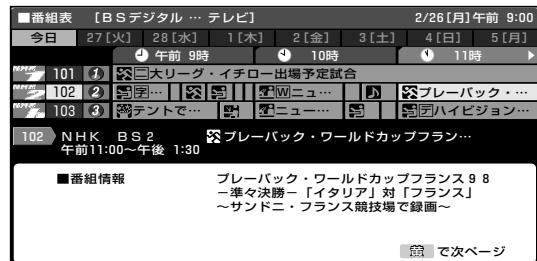 ■番組表 [BSデジタル … テレビ] 2/26[月]午前 9:00
今日 27[火] 28[水] 1[木] 2[金] 3[土] 4[日] 5[月]
午前 9時 10時 11時
101 1 二大リーグ・イチロー出場予定試合
102 2 字… W ニュ… プレーバック・…
103 3 テントで… ニュー… デハイビジョン…
102 NHK BS2 プレーバック・ワールドカップフラン…
午前11:00〜午後 1:30
■番組情報 プレーバック・ワールドカップフランス98
－準々決勝－「イタリア」対「フランス」
〜サンドニ・フランス競技場で録画〜
で次ページ